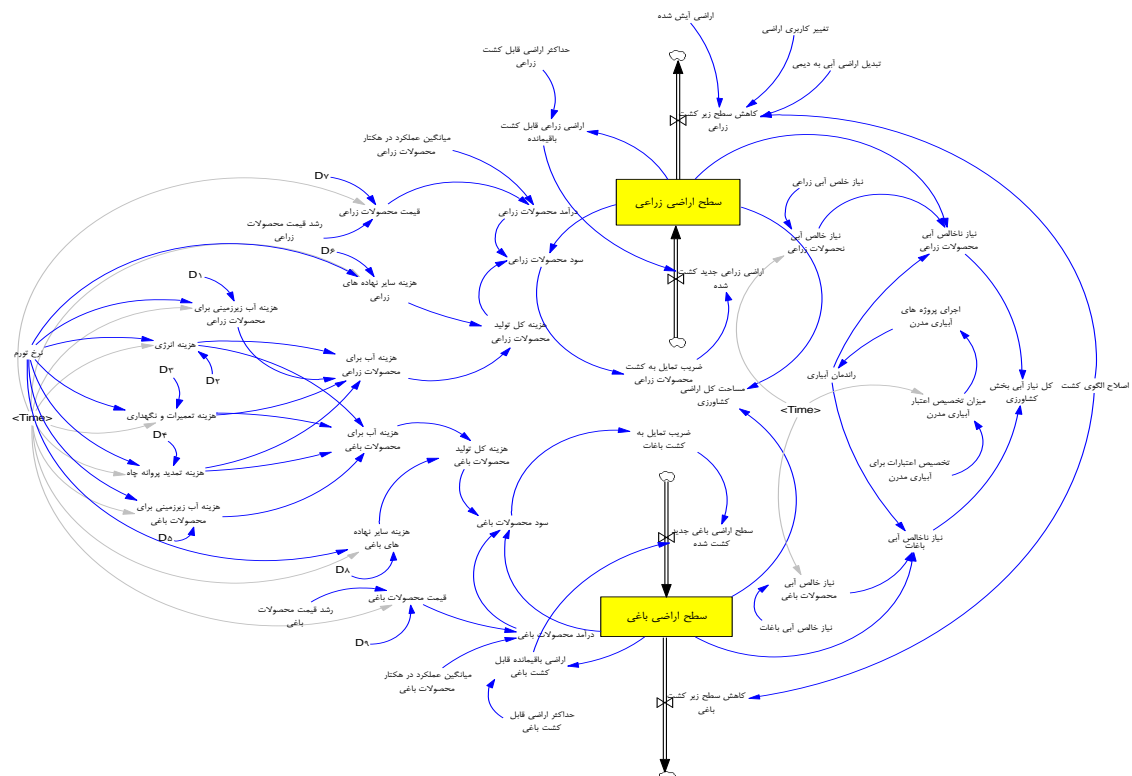 اراضی آیش شده
تغییر کاربری اراضی
حداکثر اراضی قابل کشت
زراعی
تبدیل اراضی آبی به دیمی
کاهش سطح زیر کشت
زراعی
اراضی زراعی قابل کشت
باقیمانده
میانگین عملکرد در هکتار
محصولات زراعی
D۷
نیاز خلص آبی زراعی
سطح اراضی زراعی
قیمت محصولات زراعی
درآمد محصولات زراعی
رشد قیمت محصولات
زراعی
نیاز خالص آبی
نحصولات زراعی
نیاز ناخالص آبی
محصولات زراعی
D۶
سود محصولات زراعی
هزینه سایر نهاده های
زراعی
اراضی زراعی جدید کشت
شده
D۱
هزینه آب زیرزمینی برای
محصولات زراعی
هزینه کل تولید
محصولات زراعی
اجرای پروژه های
آبیاری مدرن
نرخ تورم
هزینه انرژی
هزینه آب برای
محصولات زراعی
راندمان آبیاری
D۳
D۲
ضریب تمایل به کشت
محصولات زراعی
مساحت کل اراضی
کشاورزی
کل نیاز آبی بخش
کشاورزی
اصلاح الگوی کشت
میزان تخصیص اعتبار
آبیاری مدرن
<Time>
<Time>
هزینه تعمیرات و نگهداری
D۴
هزینه آب برای
محصولات باغی
ضریب تمایل به
کشت باغات
هزینه کل تولید
محصولات باغی
هزینه تمدید پروانه چاه
تخصیص اعتبارات برای
آبیاری مدرن
هزینه آب زیرزمینی برای
محصولات باغی
D۵
سود محصولات باغی
سطح اراضی باغی جدید
کشت شده
هزینه سایر نهاده
های باغی
نیاز ناخالص آبی
باغات
D۸
نیاز خالص آبی
محصولات باغی
قیمت محصولات باغی
رشد قیمت محصولات
باغی
سطح اراضی باغی
نیاز خالص آبی باغات
D۹
درآمد محصولات باغی
اراضی باقیمانده قابل
کشت باغی
میانگین عملکرد در هکتار
محصولات باغی
کاهش سطح زیر کشت
باغی
حداکثر اراضی قابل
کشت باغی